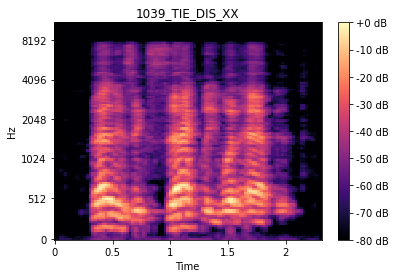 1039_TIE_DIS_XX
Hz
8192
4096
2048
1024
512
0
0
0.5
1
1.5
2
Time
+0 dB
-10 dB
-20 dB
-30 dB
-40 dB
-50 dB
-60 dB
-70 dB
-80 dB